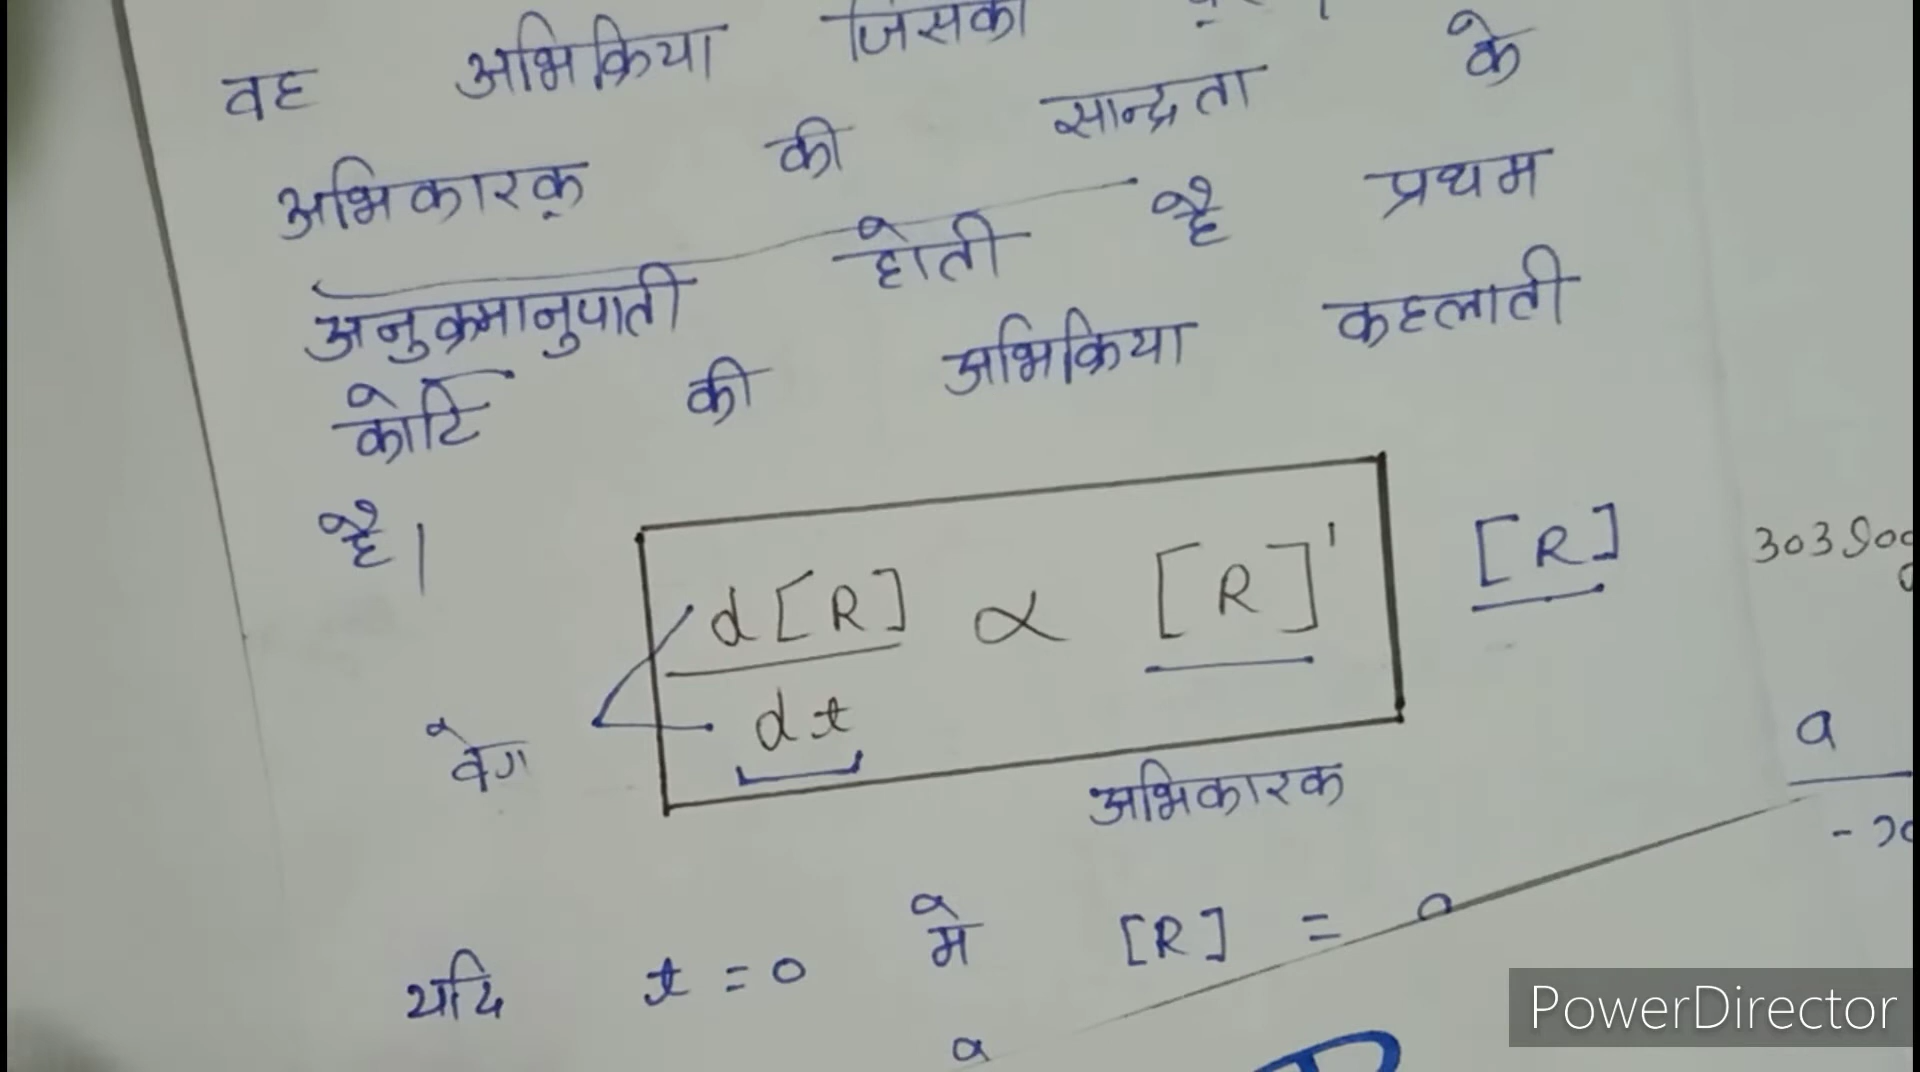 वह अभिक्रिया जिसका
अभिकारक की सान्द्रता के
अनुक्रमानुपाती होती है प्रथम
कोटि की अभिक्रिया कहलाती
है।
d[R] ∝ [R]¹ [R]
dt
वेग
अभिकारक
a
यदि t = 0 मे [R] =
PowerDirector